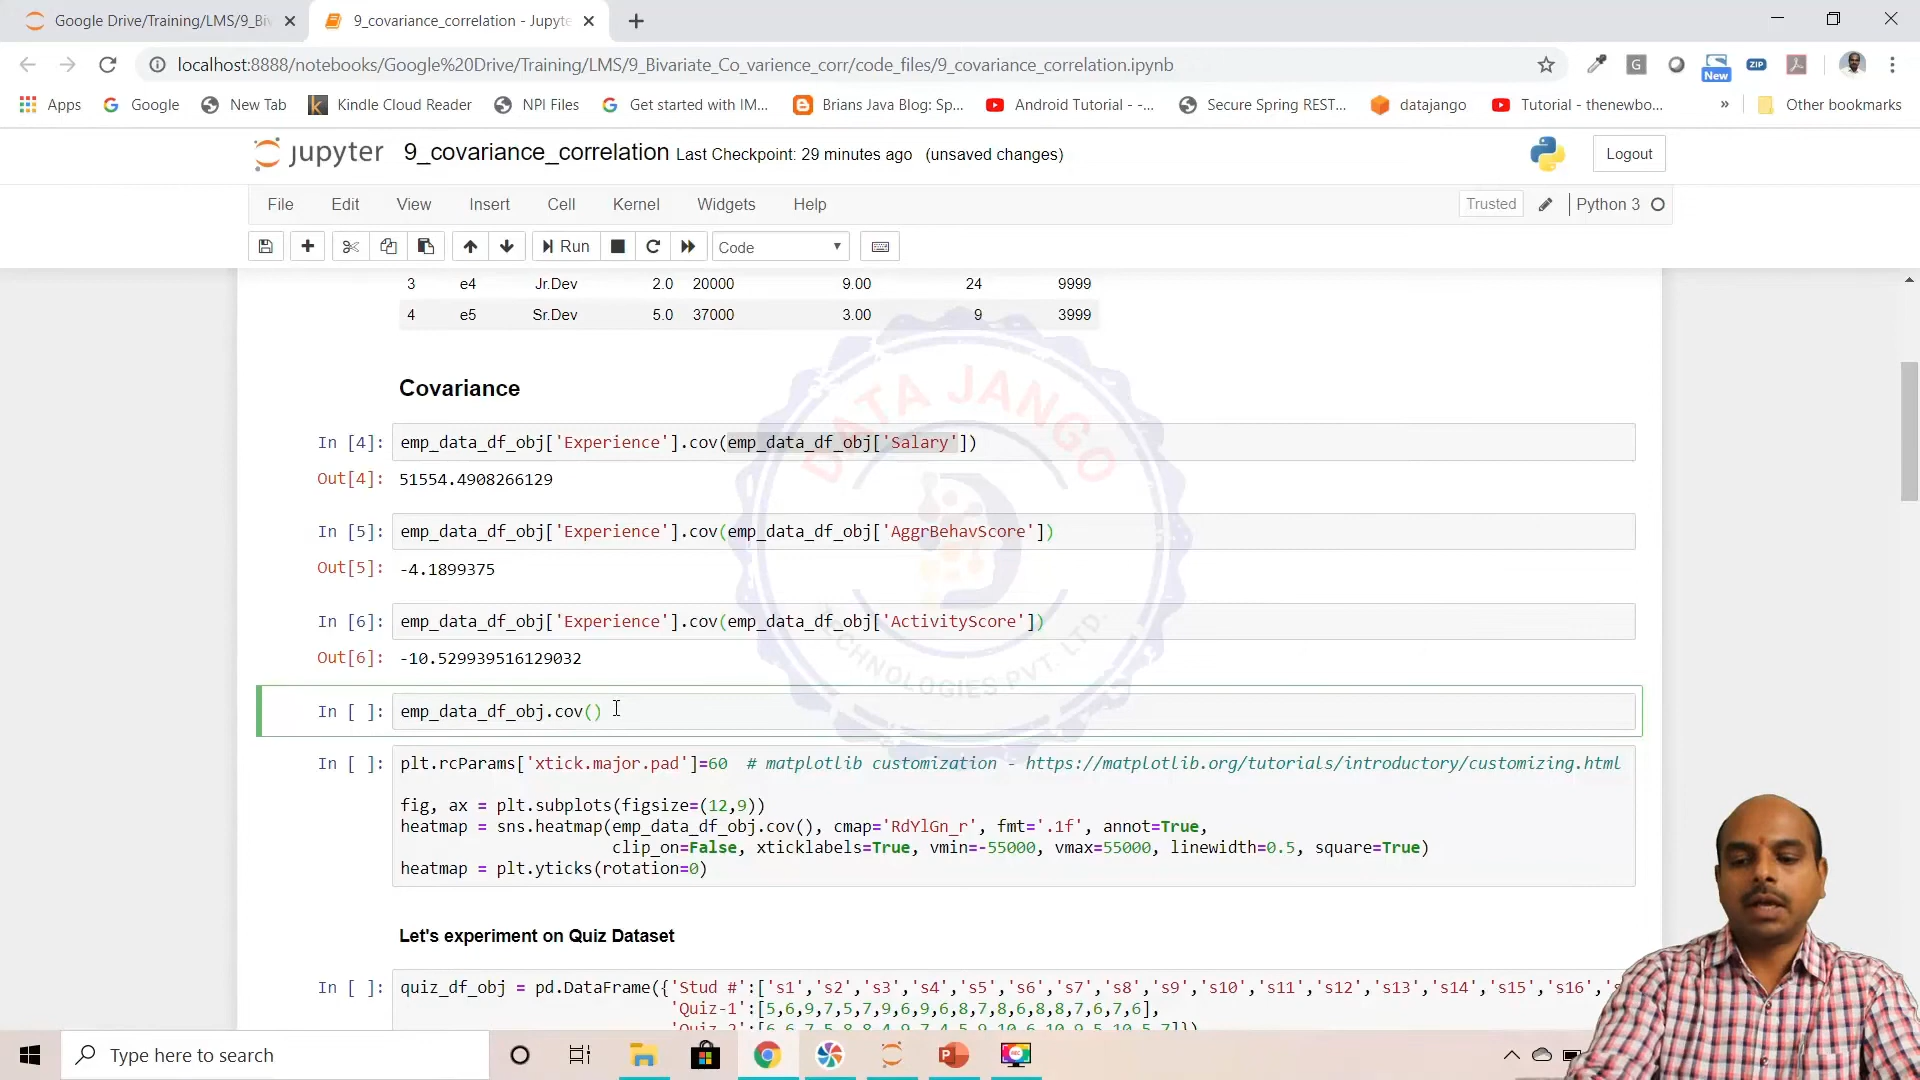 Google Drive/Training/LMS/9_Biv
9_covariance_correlation - Jupyte
localhost:8888/notebooks/Google%20Drive/Training/LMS/9_Bivariate_Co_varience_corr/code_files/9_covariance_correlation.ipynb
New
ZIP
Apps
Google
New Tab
Kindle Cloud Reader
NPI Files
Get started with IM...
Brians Java Blog: Sp...
Android Tutorial - -...
Secure Spring REST...
datajango
Tutorial - thenewbo...
»
Other bookmarks
jupyter 9_covariance_correlation Last Checkpoint: 29 minutes ago (unsaved changes)
Logout
File Edit View Insert Cell Kernel Widgets Help
Trusted
Python 3
Run
Code
3 e4 Jr.Dev 2.0 20000 9.00 24 9999
4 e5 Sr.Dev 5.0 37000 3.00 9 3999
DATA JANGO
TECHNOLOGIES PVT. LTD.
Covariance
In [4]: emp_data_df_obj['Experience'].cov(emp_data_df_obj['Salary'])
Out[4]: 51554.4908266129
In [5]: emp_data_df_obj['Experience'].cov(emp_data_df_obj['AggrBehavScore'])
Out[5]: -4.1899375
In [6]: emp_data_df_obj['Experience'].cov(emp_data_df_obj['ActivityScore'])
Out[6]: -10.529939516129032
In [ ]: emp_data_df_obj.cov()
In [ ]: plt.rcParams['xtick.major.pad']=60 # matplotlib customization - https://matplotlib.org/tutorials/introductory/customizing.html
fig, ax = plt.subplots(figsize=(12,9))
heatmap = sns.heatmap(emp_data_df_obj.cov(), cmap='RdYlGn_r', fmt='.1f', annot=True,
clip_on=False, xticklabels=True, vmin=-55000, vmax=55000, linewidth=0.5, square=True)
heatmap = plt.yticks(rotation=0)
Let's experiment on Quiz Dataset
In [ ]: quiz_df_obj = pd.DataFrame({'Stud #':['s1','s2','s3','s4','s5','s6','s7','s8','s9','s10','s11','s12','s13','s14','s15','s16','s
'Quiz-1':[5,6,9,7,5,7,9,6,9,6,8,7,8,6,8,8,7,6,7,6],
Type here to search